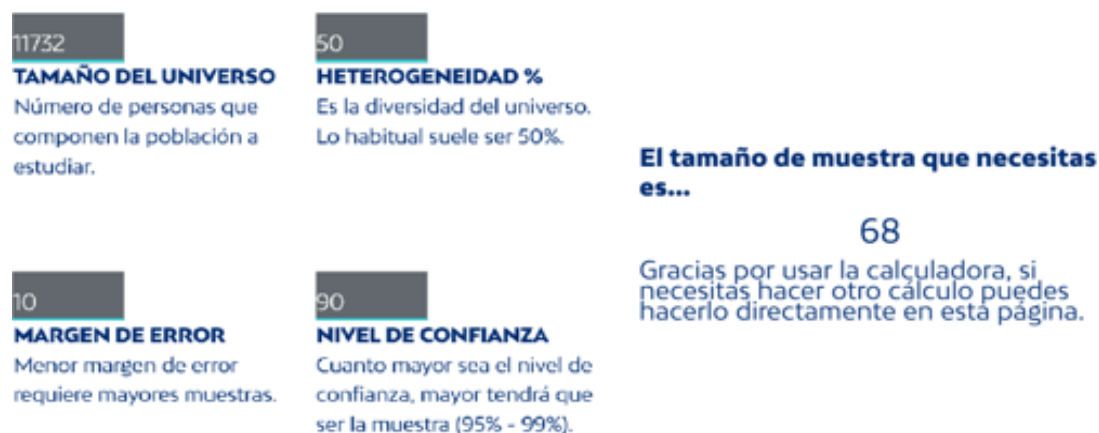 11732
TAMAÑO DEL UNIVERSO
Número de personas que
componen la población a
estudiar.
50
HETEROGENEIDAD %
Es la diversidad del universo.
Lo habitual suele ser 50%.
10
MARGEN DE ERROR
Menor margen de error
requiere mayores muestras.
90
NIVEL DE CONFIANZA
Cuanto mayor sea el nivel de
confianza, mayor tendrá que
ser la muestra (95% - 99%).
El tamaño de muestra que necesitas
es...
68
Gracias por usar la calculadora, si
necesitas hacer otro cálculo puedes
hacerlo directamente en esta página.